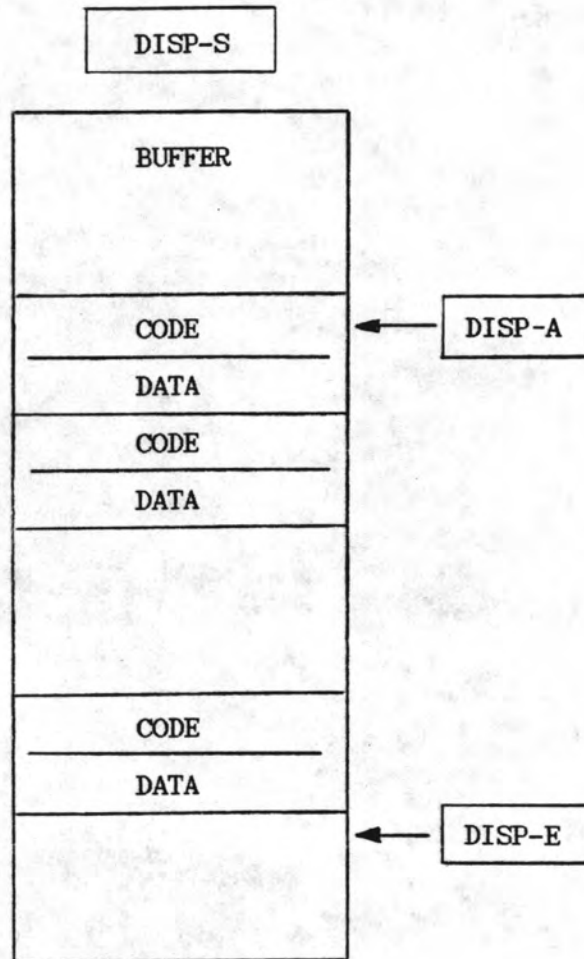 DISP-S
BUFFER
CODE
DISP-A
DATA
CODE
DATA
CODE
DATA
DISP-E